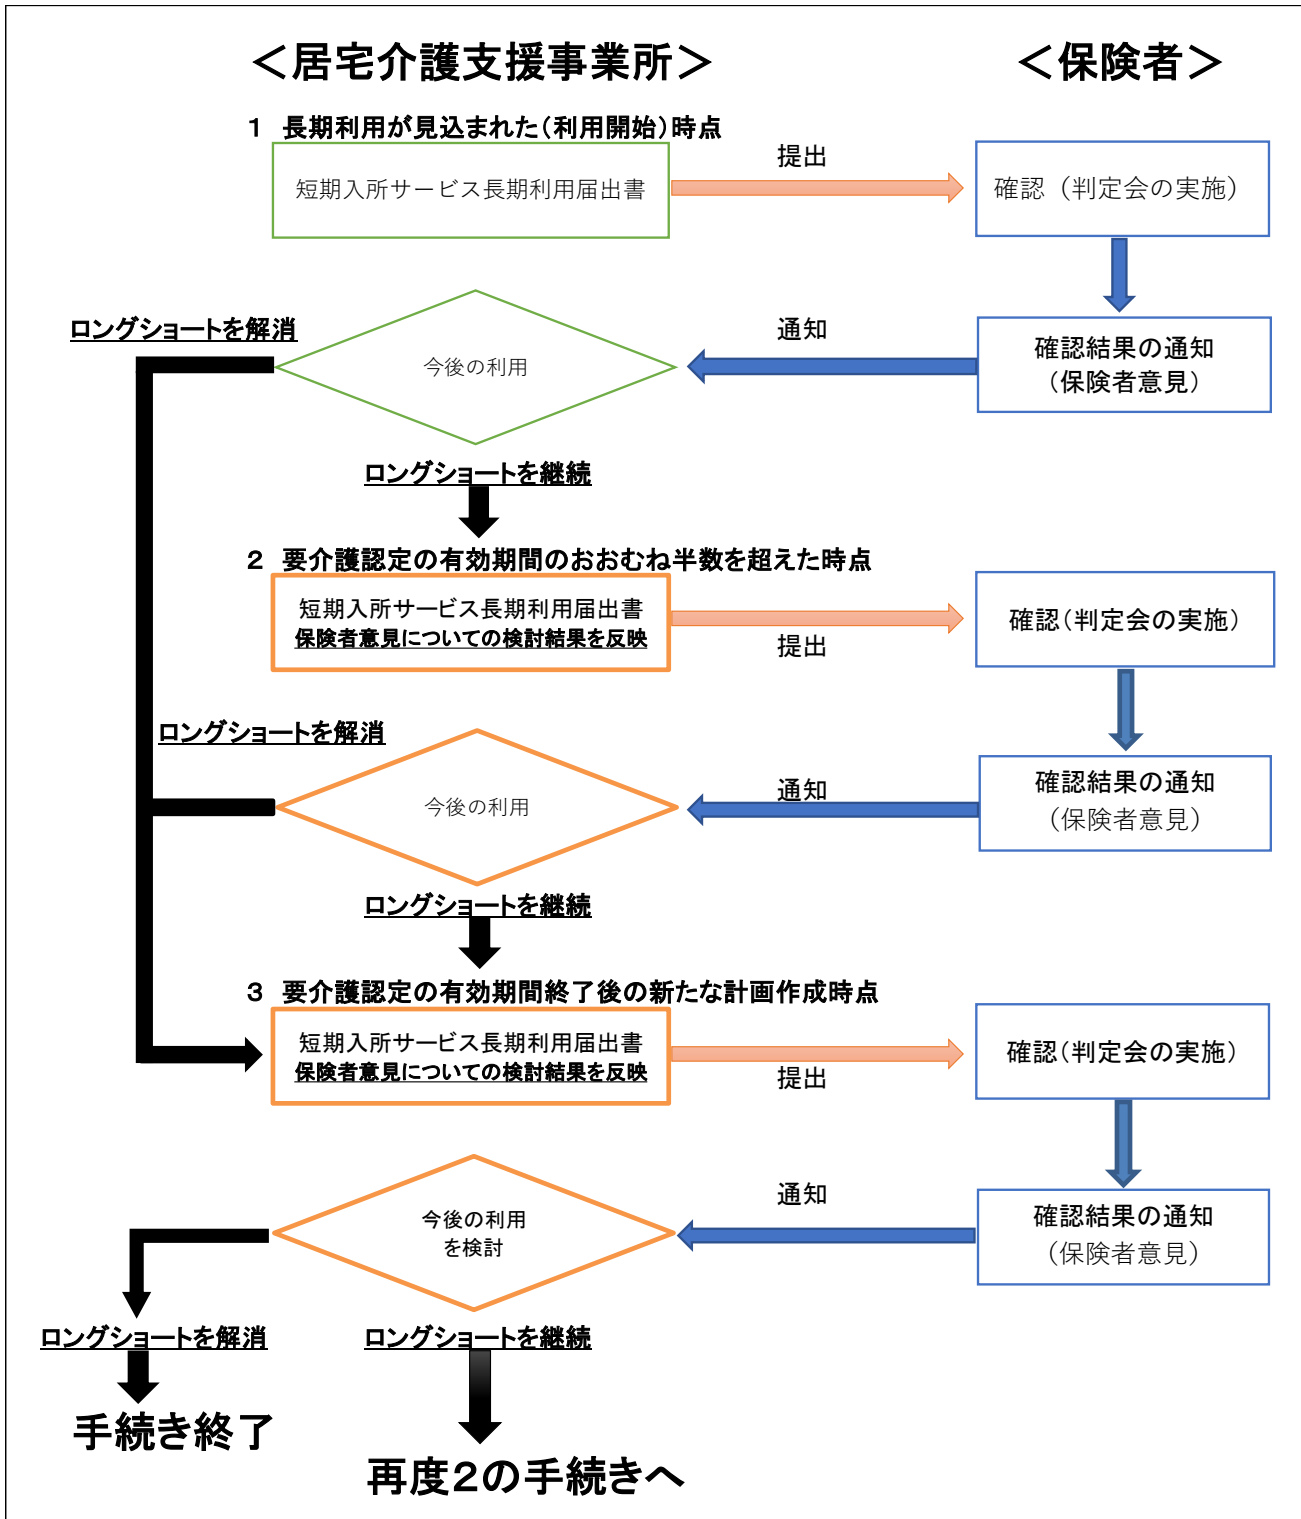 ＜居宅介護支援事業所＞
＜保険者＞
１　長期利用が見込まれた（利用開始）時点
短期入所サービス長期利用届出書
提出
確認（判定会の実施）
ロングショートを解消
今後の利用
通知
確認結果の通知
（保険者意見）
ロングショートを継続
２　要介護認定の有効期間のおおむね半数を超えた時点
短期入所サービス長期利用届出書
保険者意見についての検討結果を反映
提出
確認（判定会の実施）
ロングショートを解消
今後の利用
通知
確認結果の通知
（保険者意見）
ロングショートを継続
３　要介護認定の有効期間終了後の新たな計画作成時点
短期入所サービス長期利用届出書
保険者意見についての検討結果を反映
提出
確認（判定会の実施）
今後の利用
を検討
通知
確認結果の通知
（保険者意見）
ロングショートを解消
ロングショートを継続
手続き終了
再度２の手続きへ